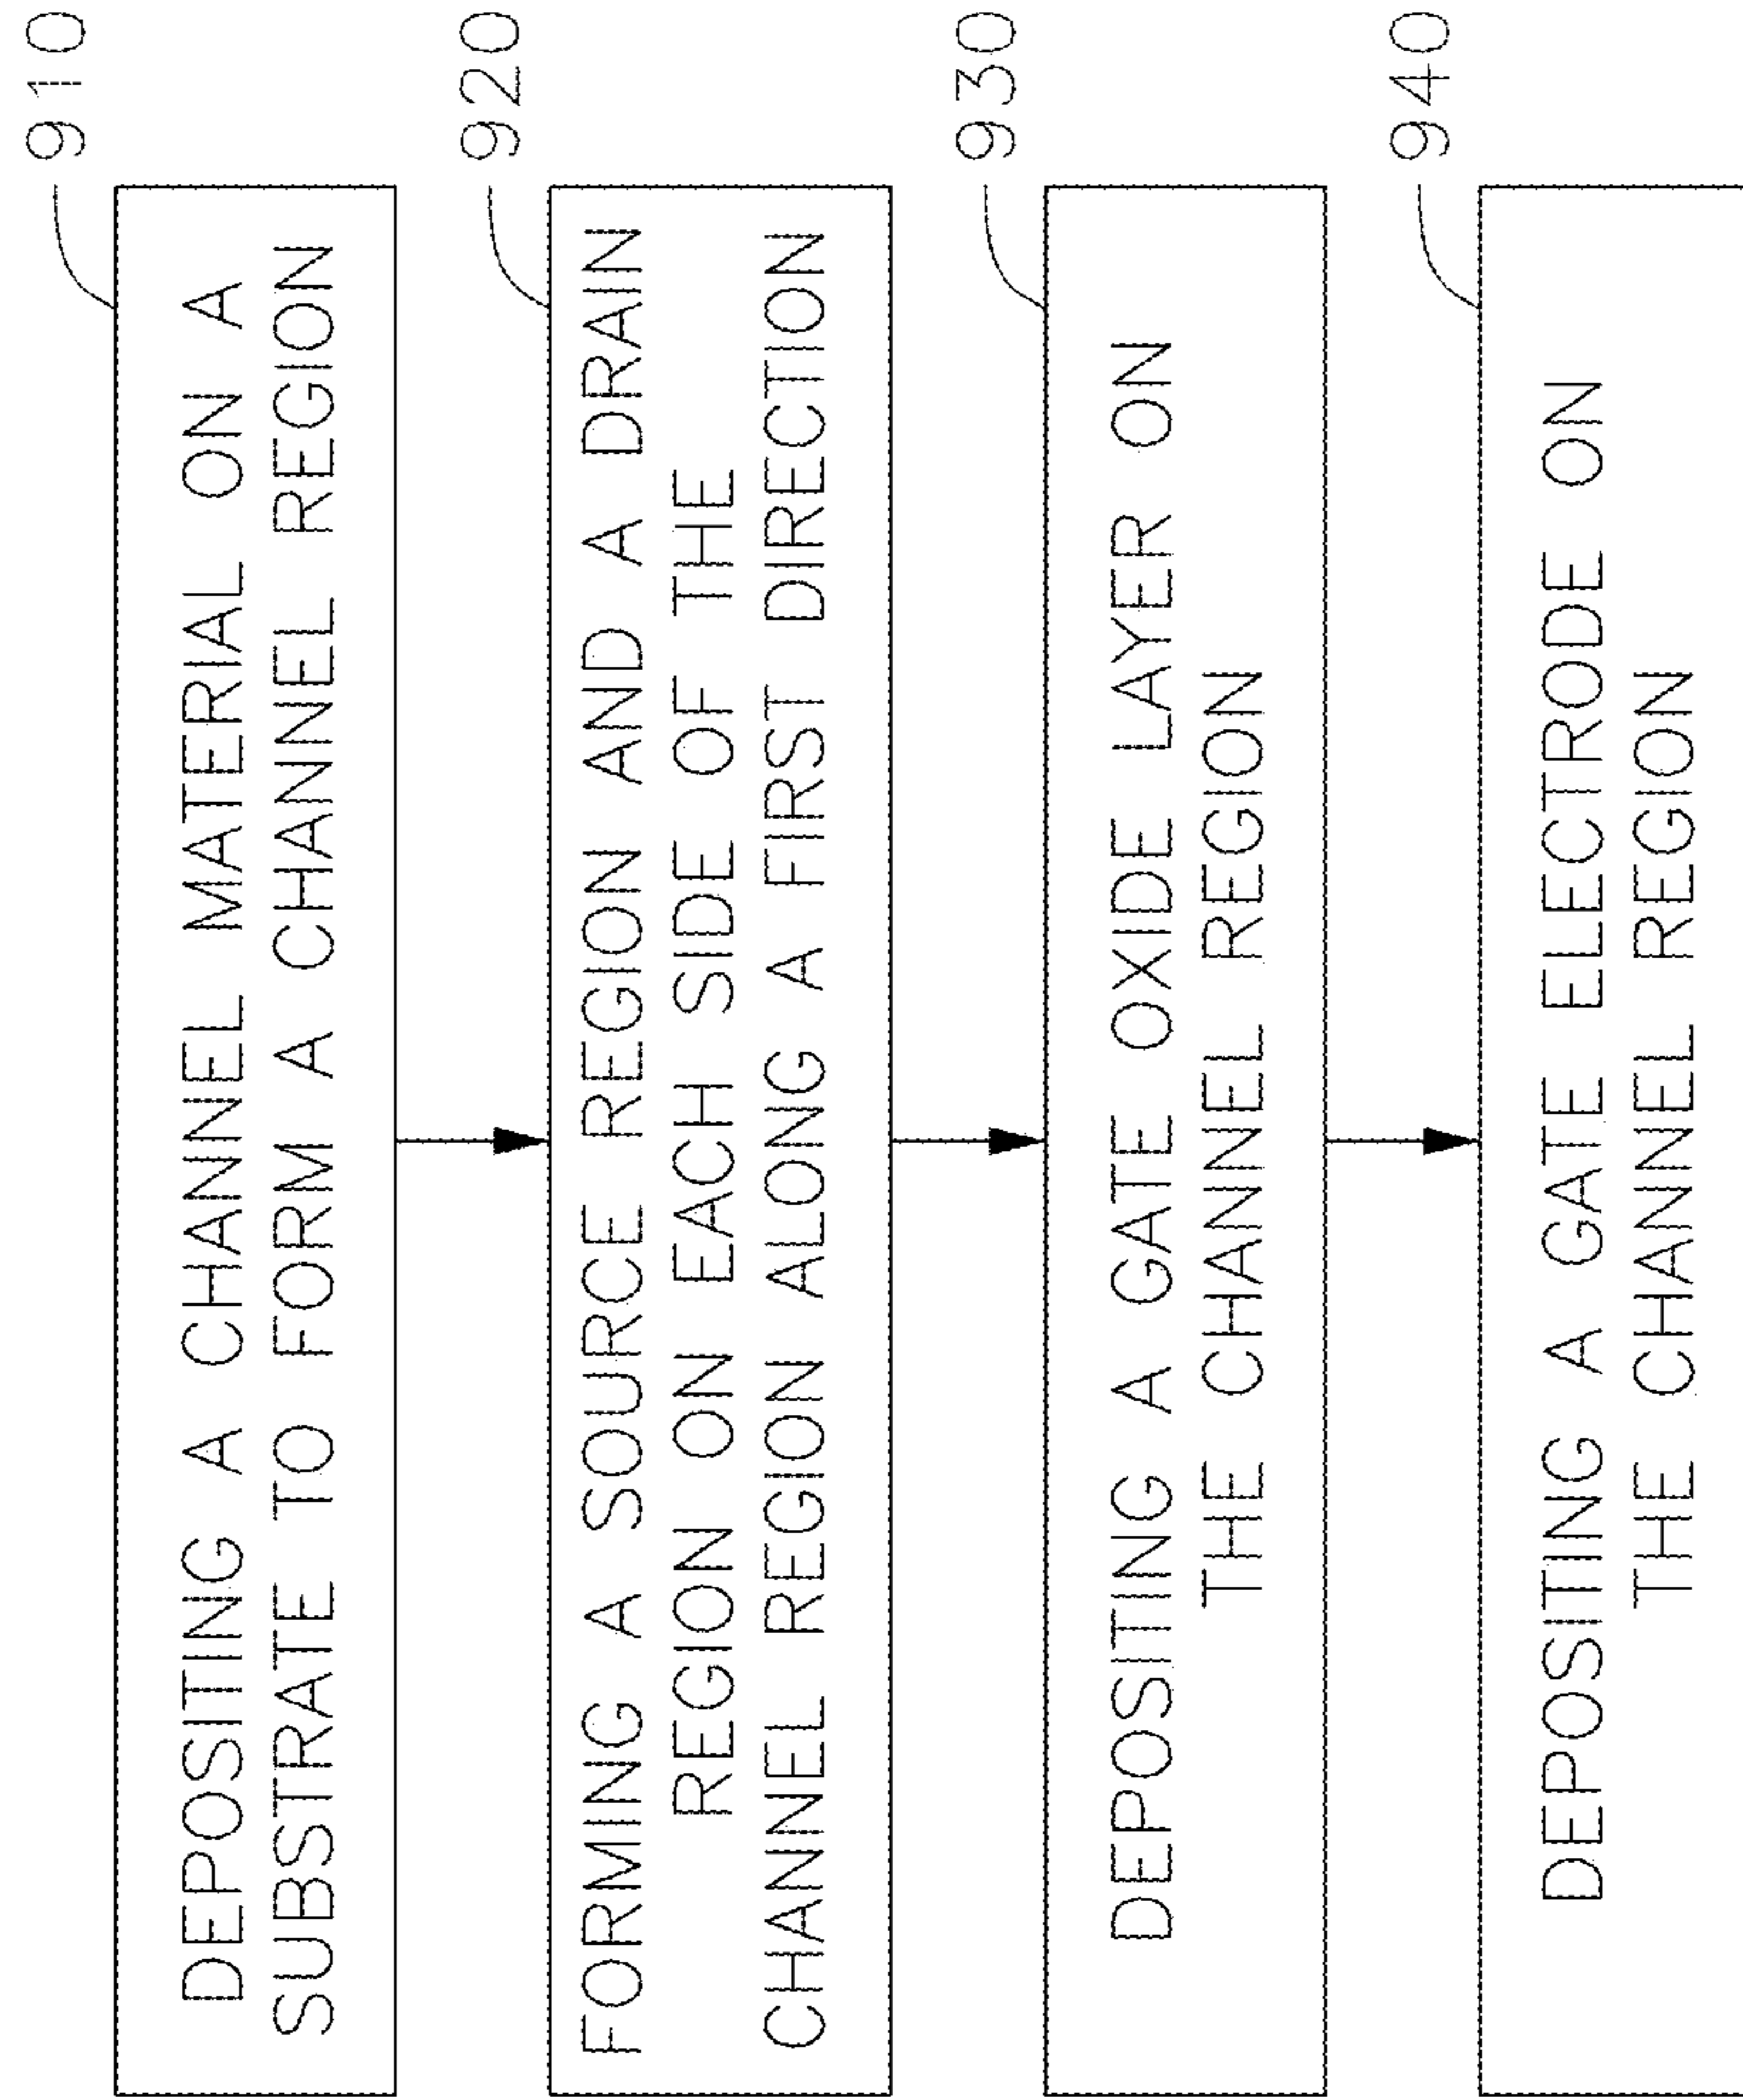 910
DEPOSITING A CHANNEL MATERIAL ON A
SUBSTRATE TO FORM A CHANNEL REGION
920
FORMING A SOURCE REGION AND A DRAIN
REGION ON EACH SIDE OF THE
CHANNEL REGION ALONG A FIRST DIRECTION
930
DEPOSITING A GATE OXIDE LAYER ON
THE CHANNEL REGION
940
DEPOSITING A GATE ELECTRODE ON
THE CHANNEL REGION